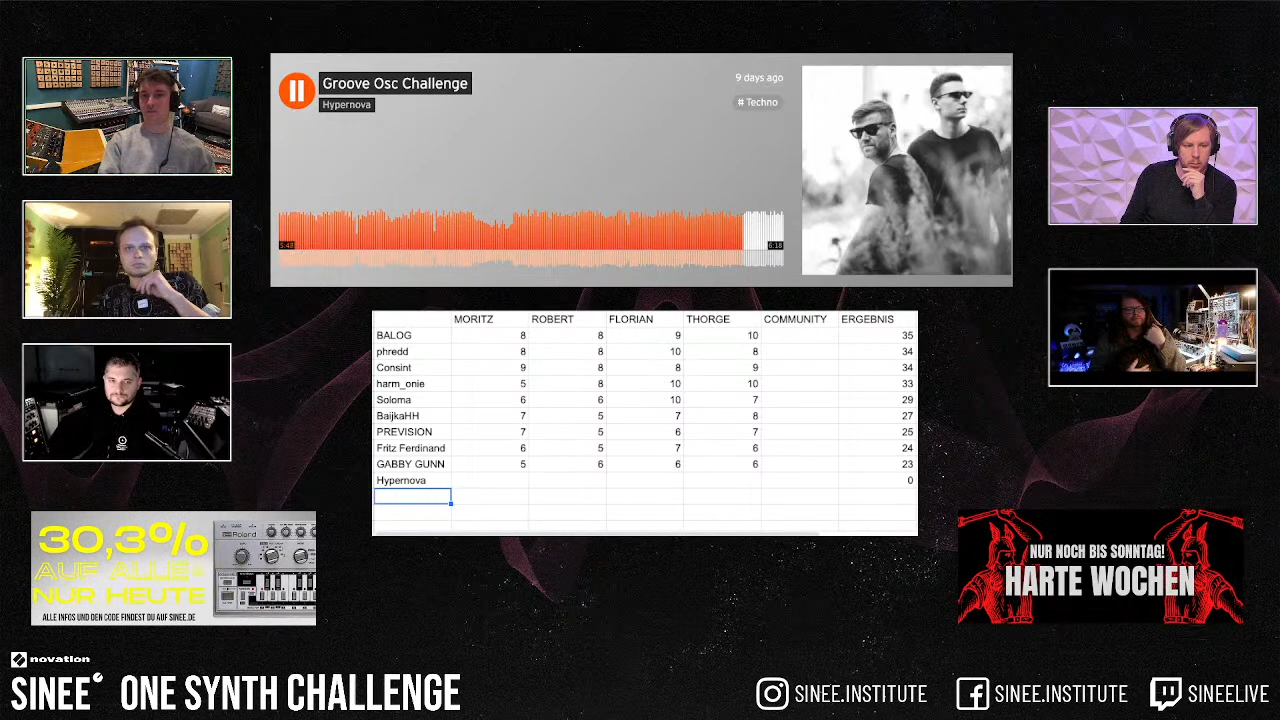 Groove Osc Challenge
Hypernova
9 days ago
# Techno
5:48
6:18
MORITZ ROBERT FLORIAN THORGE COMMUNITY ERGEBNIS
BALOG 8 8 9 10 35
phredd 8 8 10 8 34
Consint 9 8 8 9 34
harm_onie 5 8 10 10 33
Soloma 6 6 10 7 29
BaijkaHH 7 5 7 8 27
PREVISION 7 5 6 7 25
Fritz Ferdinand 6 5 7 6 24
GABBY GUNN 5 6 6 6 23
Hypernova 0
30,3%
AUF ALLE*
NUR HEUTE
ALLE INFOS UND DEN CODE FINDEST DU AUF SINEE.DE
Roland
NUR NOCH BIS SONNTAG!
HARTE WOCHEN
novation
SINEE ONE SYNTH CHALLENGE
SINEE.INSTITUTE
SINEE.INSTITUTE
SINEELIVE